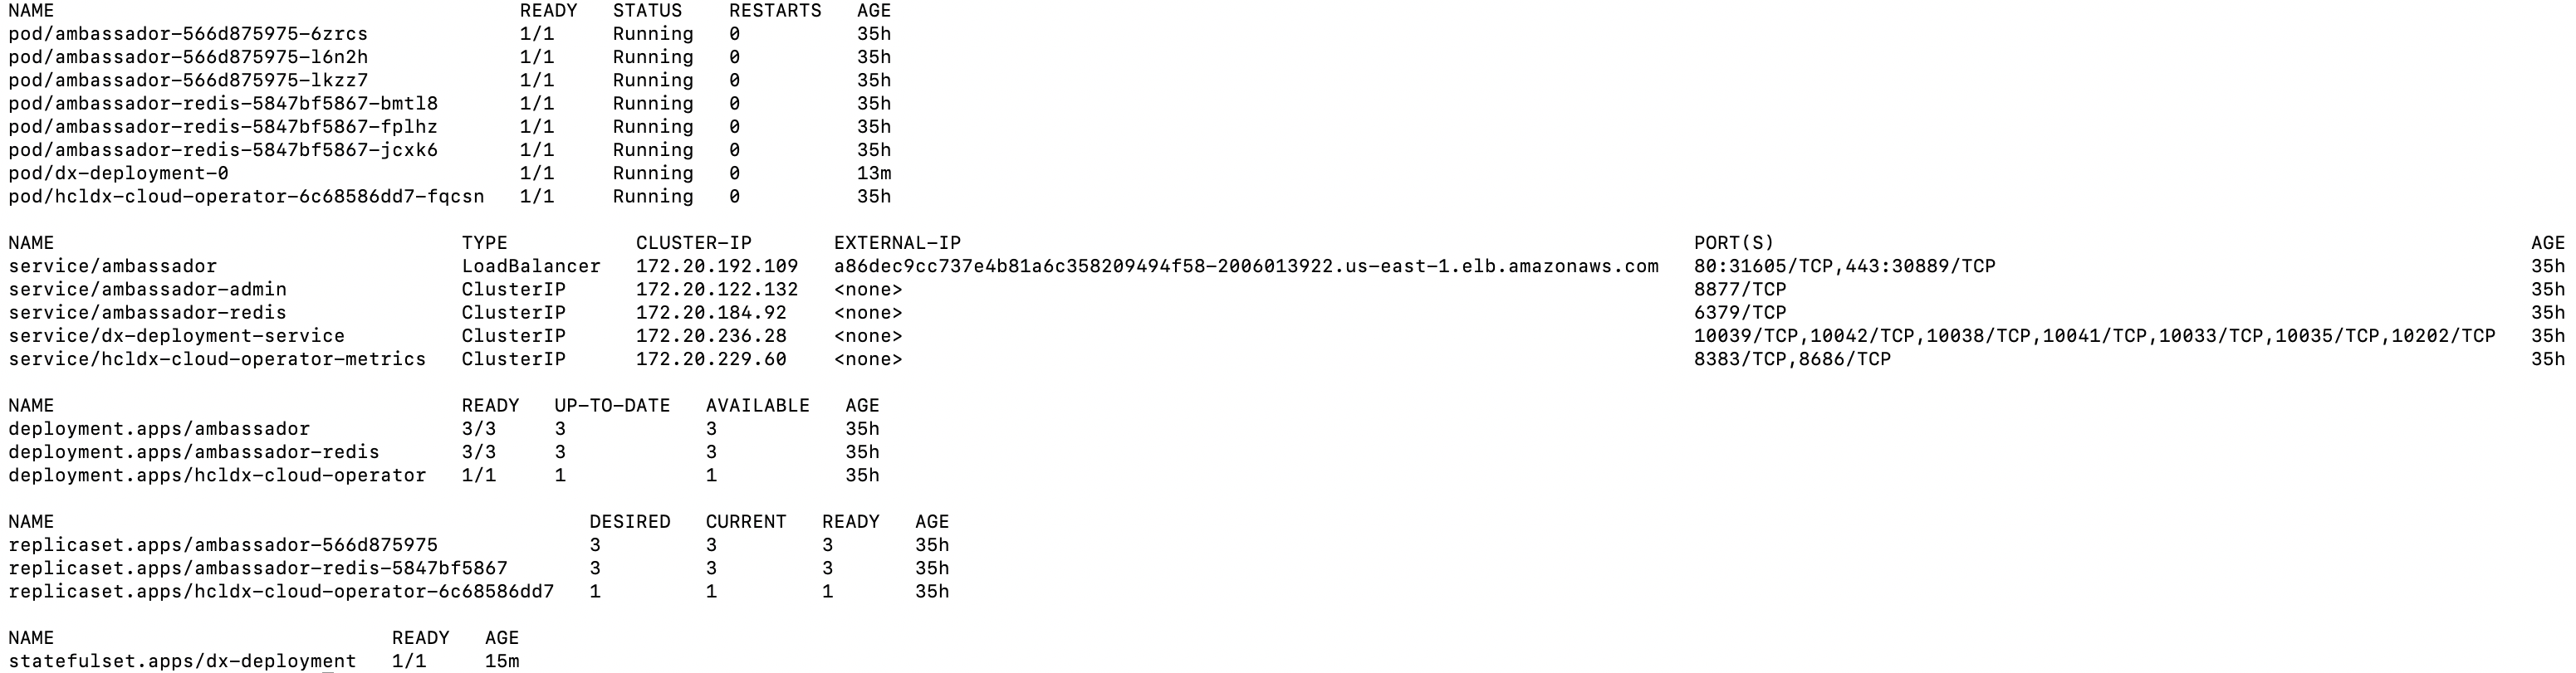 NAME READY STATUS RESTARTS AGE
pod/ambassador-566d875975-6zrcs 1/1 Running 0 35h
pod/ambassador-566d875975-l6n2h 1/1 Running 0 35h
pod/ambassador-566d875975-lkzz7 1/1 Running 0 35h
pod/ambassador-redis-5847bf5867-bmtl8 1/1 Running 0 35h
pod/ambassador-redis-5847bf5867-fplhz 1/1 Running 0 35h
pod/ambassador-redis-5847bf5867-jcxk6 1/1 Running 0 35h
pod/dx-deployment-0 1/1 Running 0 13m
pod/hcldx-cloud-operator-6c68586dd7-fqcsn 1/1 Running 0 35h
NAME TYPE CLUSTER-IP EXTERNAL-IP PORT(S) AGE
service/ambassador LoadBalancer 172.20.192.109 a86dec9cc737e4b81a6c358209494f58-2006013922.us-east-1.elb.amazonaws.com 80:31605/TCP,443:30889/TCP 35h
service/ambassador-admin ClusterIP 172.20.122.132 <none> 8877/TCP 35h
service/ambassador-redis ClusterIP 172.20.184.92 <none> 6379/TCP 35h
service/dx-deployment-service ClusterIP 172.20.236.28 <none> 10039/TCP,10042/TCP,10038/TCP,10041/TCP,10033/TCP,10035/TCP,10202/TCP 35h
service/hcldx-cloud-operator-metrics ClusterIP 172.20.229.60 <none> 8383/TCP,8686/TCP 35h
NAME READY UP-TO-DATE AVAILABLE AGE
deployment.apps/ambassador 3/3 3 3 35h
deployment.apps/ambassador-redis 3/3 3 3 35h
deployment.apps/hcldx-cloud-operator 1/1 1 1 35h
NAME DESIRED CURRENT READY AGE
replicaset.apps/ambassador-566d875975 3 3 3 35h
replicaset.apps/ambassador-redis-5847bf5867 3 3 3 35h
replicaset.apps/hcldx-cloud-operator-6c68586dd7 1 1 1 35h
NAME READY AGE
statefulset.apps/dx-deployment 1/1 15m